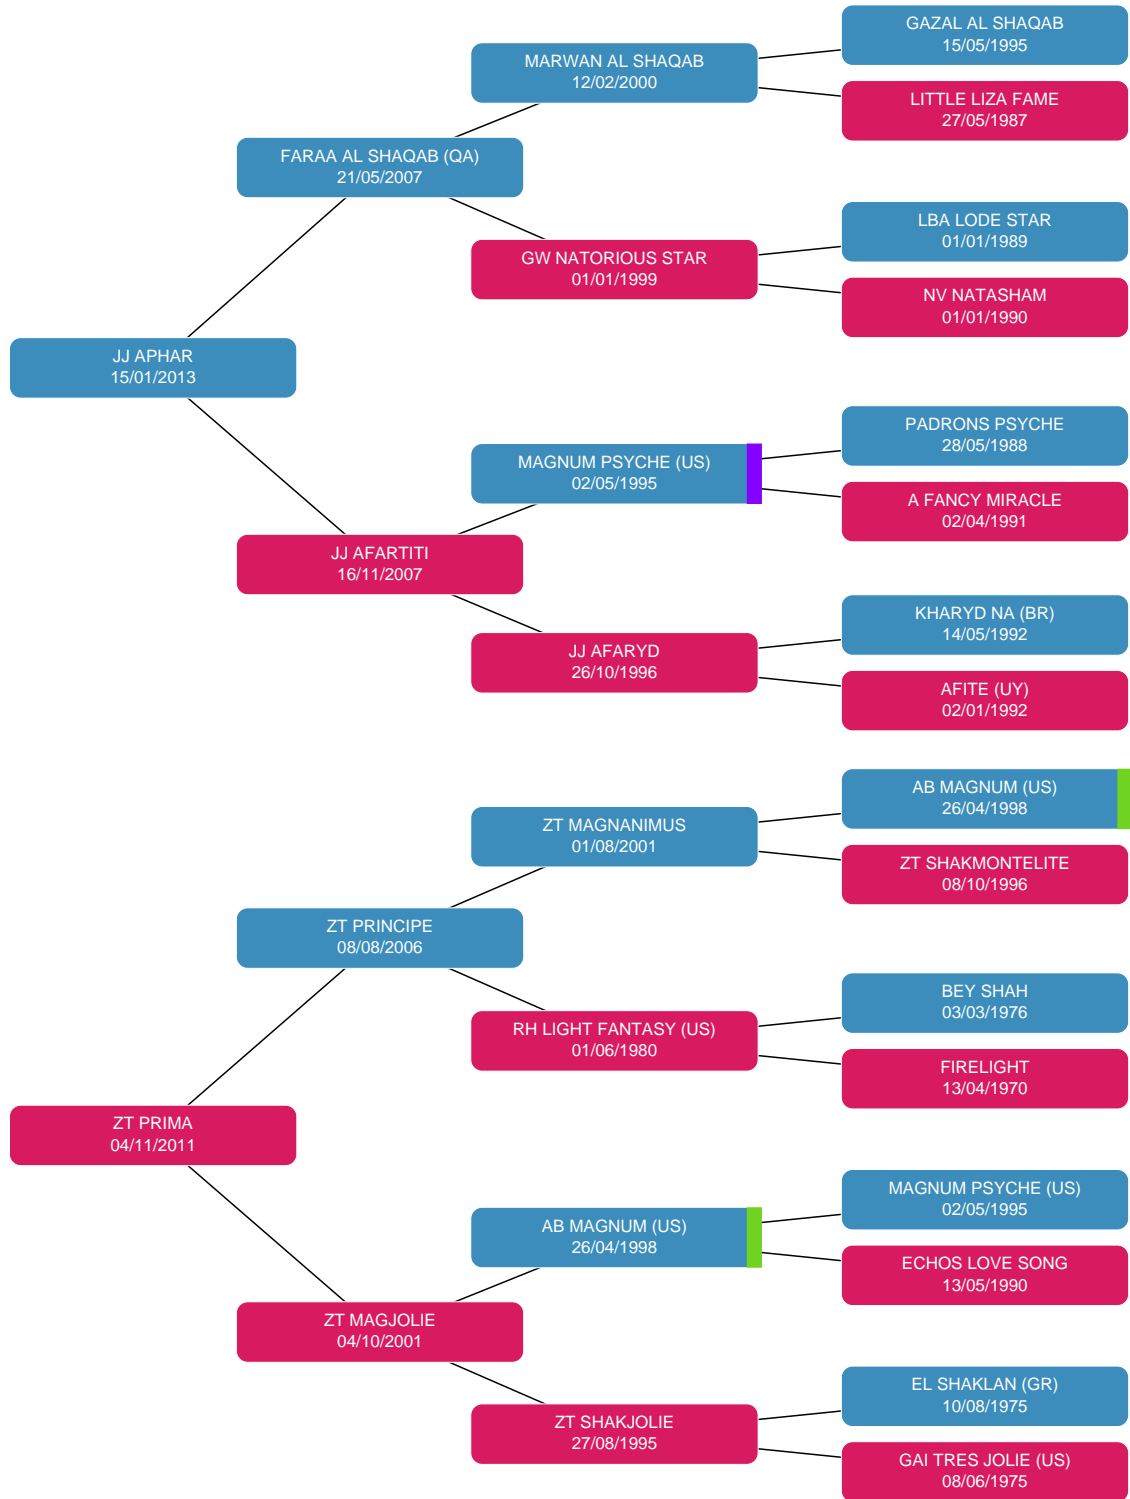 GAZAL AL SHAQAB
15/05/1995
MARWAN AL SHAQAB
12/02/2000
LITTLE LIZA FAME
27/05/1987
FARAA AL SHAQAB (QA)
21/05/2007
LBA LODE STAR
01/01/1989
GW NATORIOUS STAR
01/01/1999
NV NATASHAM
01/01/1990
JJ APHAR
15/01/2013
PADRONS PSYCHE
28/05/1988
MAGNUM PSYCHE (US)
02/05/1995
A FANCY MIRACLE
02/04/1991
JJ AFARTITI
16/11/2007
KHARYD NA (BR)
14/05/1992
JJ AFARYD
26/10/1996
AFITE (UY)
02/01/1992
AB MAGNUM (US)
26/04/1998
ZT MAGNANIMUS
01/08/2001
ZT SHAKMONTELITE
08/10/1996
ZT PRINCIPE
08/08/2006
BEY SHAH
03/03/1976
RH LIGHT FANTASY (US)
01/06/1980
FIRELIGHT
13/04/1970
ZT PRIMA
04/11/2011
MAGNUM PSYCHE (US)
02/05/1995
AB MAGNUM (US)
26/04/1998
ECHOS LOVE SONG
13/05/1990
ZT MAGJOLIE
04/10/2001
EL SHAKLAN (GR)
10/08/1975
ZT SHAKJOLIE
27/08/1995
GAI TRES JOLIE (US)
08/06/1975